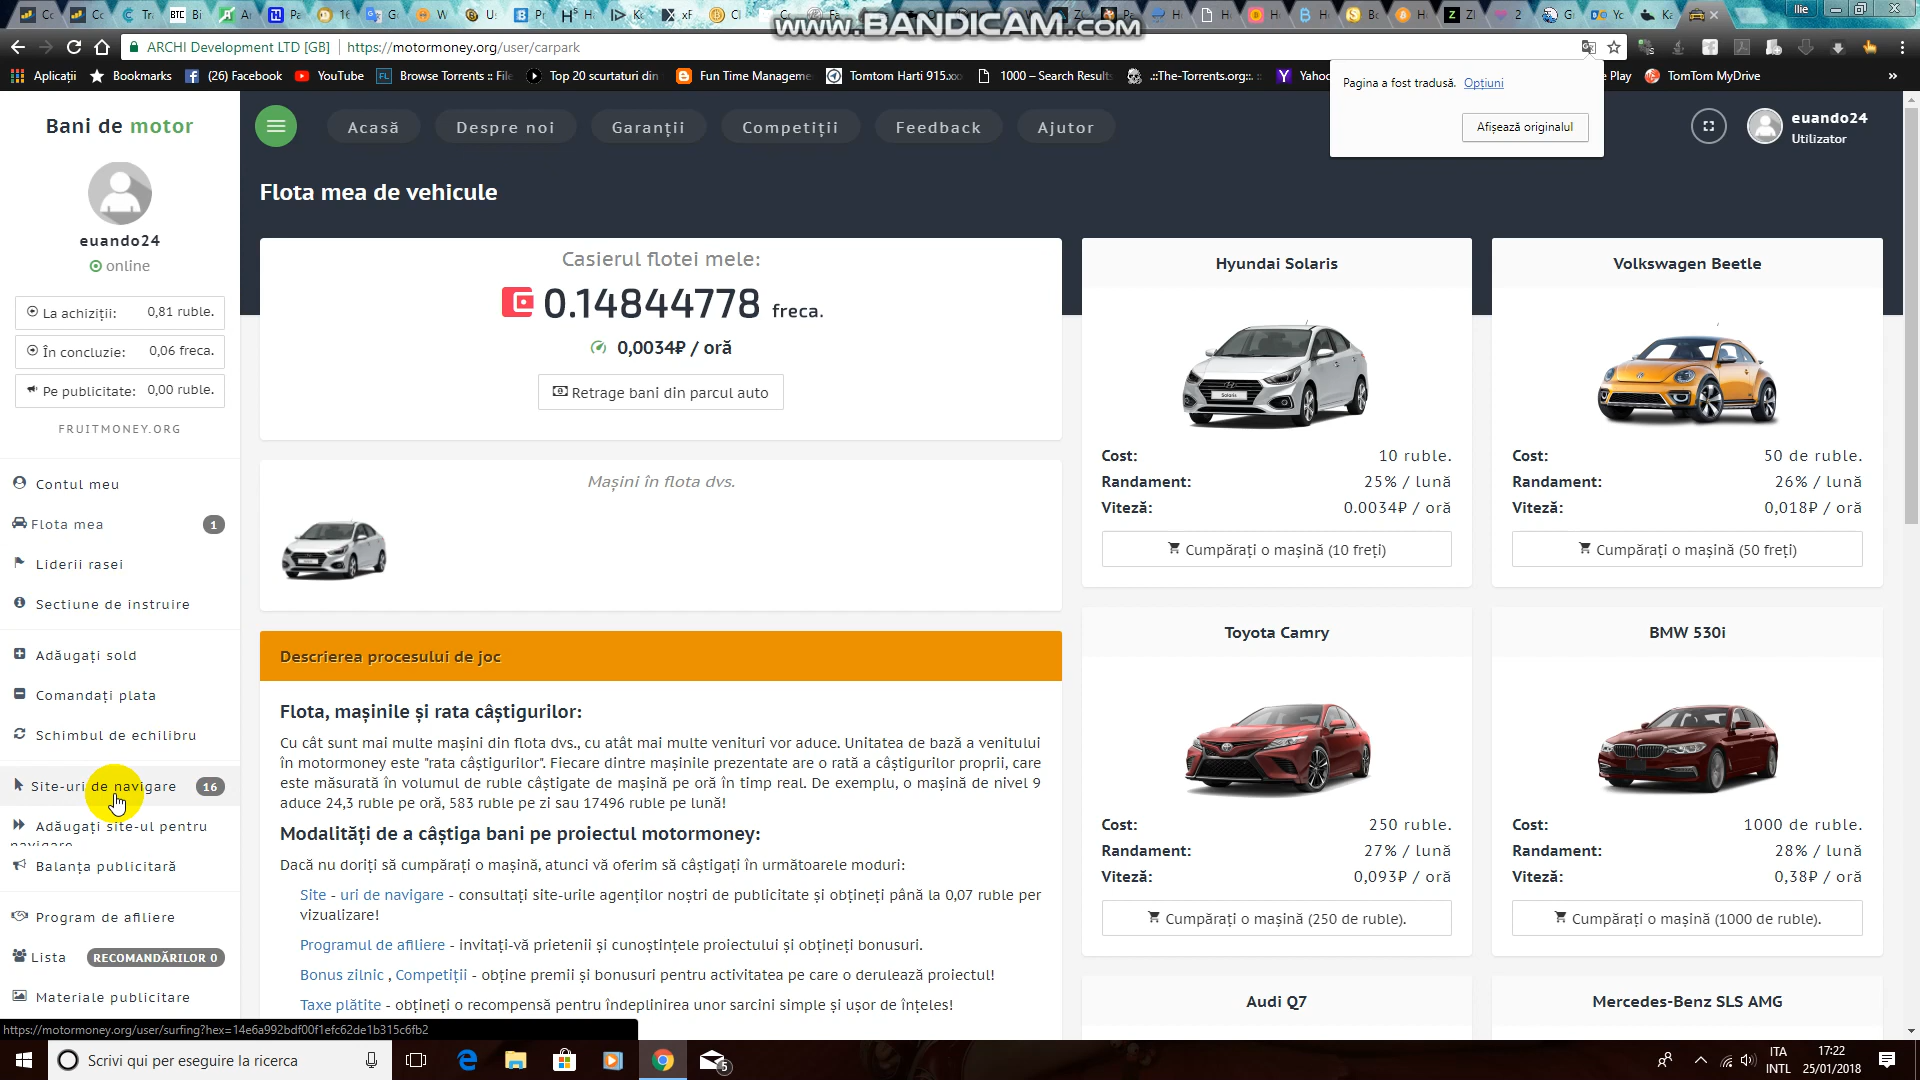 www.BANDICAM.com
Ilie
ARCHI Development LTD [GB] https://motormoney.org/user/carpark
Aplicații Bookmarks (26) Facebook YouTube Browse Torrents :: File Top 20 scurtaturi din Fun Time Manageme Tomtom Harti 915.xx 1000 – Search Results .::The-Torrents.org::. Yahoo e Play TomTom MyDrive »
Pagina a fost tradusă. Opțiuni
Afișează originalul
Bani de motor
Acasă Despre noi Garanții Competiții Feedback Ajutor
euando24
Utilizator
Flota mea de vehicule
euando24
online
La achiziții: 0,81 ruble.
În concluzie: 0,06 freca.
Pe publicitate: 0,00 ruble.
FRUITMONEY.ORG
Contul meu
Flota mea 1
Liderii rasei
Sectiune de instruire
Adăugați sold
Comandați plata
Schimbul de echilibru
Site-uri de navigare 16
Adăugați site-ul pentru
navigare
Balanța publicitară
Program de afiliere
Lista RECOMANDĂRILOR 0
Materiale publicitare
Casierul flotei mele:
0.14844778 freca.
0,0034₽ / oră
Retrage bani din parcul auto
Mașini în flota dvs.
Descrierea procesului de joc
Flota, mașinile și rata câștigurilor:
Cu cât sunt mai multe mașini din flota dvs., cu atât mai multe venituri vor aduce. Unitatea de bază a venitului
în motormoney este "rata câștigurilor". Fiecare dintre mașinile prezentate are o rată a câștigurilor proprii, care
este măsurată în volumul de ruble câștigate de mașină pe oră în timp real. De exemplu, o mașină de nivel 9
aduce 24,3 ruble pe oră, 583 ruble pe zi sau 17496 ruble pe lună!
Modalități de a câștiga bani pe proiectul motormoney:
Dacă nu doriți să cumpărați o mașină, atunci vă oferim să câștigați în următoarele moduri:
Site - uri de navigare - consultați site-urile agenților noștri de publicitate și obțineți până la 0,07 ruble per
vizualizare!
Programul de afiliere - invitați-vă prietenii și cunoștințele proiectului și obțineți bonusuri.
Bonus zilnic , Competiții - obține premii și bonusuri pentru activitatea pe care o derulează proiectul!
Taxe plătite - obțineți o recompensă pentru îndeplinirea unor sarcini simple și ușor de înțeles!
Hyundai Solaris
Solaris
Cost: 10 ruble.
Randament: 25% / lună
Viteză: 0.0034₽ / oră
Cumpărați o mașină (10 freți)
Volkswagen Beetle
Cost: 50 de ruble.
Randament: 26% / lună
Viteză: 0,018₽ / oră
Cumpărați o mașină (50 freți)
Toyota Camry
Cost: 250 ruble.
Randament: 27% / lună
Viteză: 0,093₽ / oră
Cumpărați o mașină (250 de ruble).
BMW 530i
Cost: 1000 de ruble.
Randament: 28% / lună
Viteză: 0,38₽ / oră
Cumpărați o mașină (1000 de ruble).
Audi Q7
Mercedes-Benz SLS AMG
https://motormoney.org/user/surfing?hex=14e6a992bdf00f1efc62de1b315c6fb2
Scrivi qui per eseguire la ricerca
5
ITA
INTL
17:22
25/01/2018